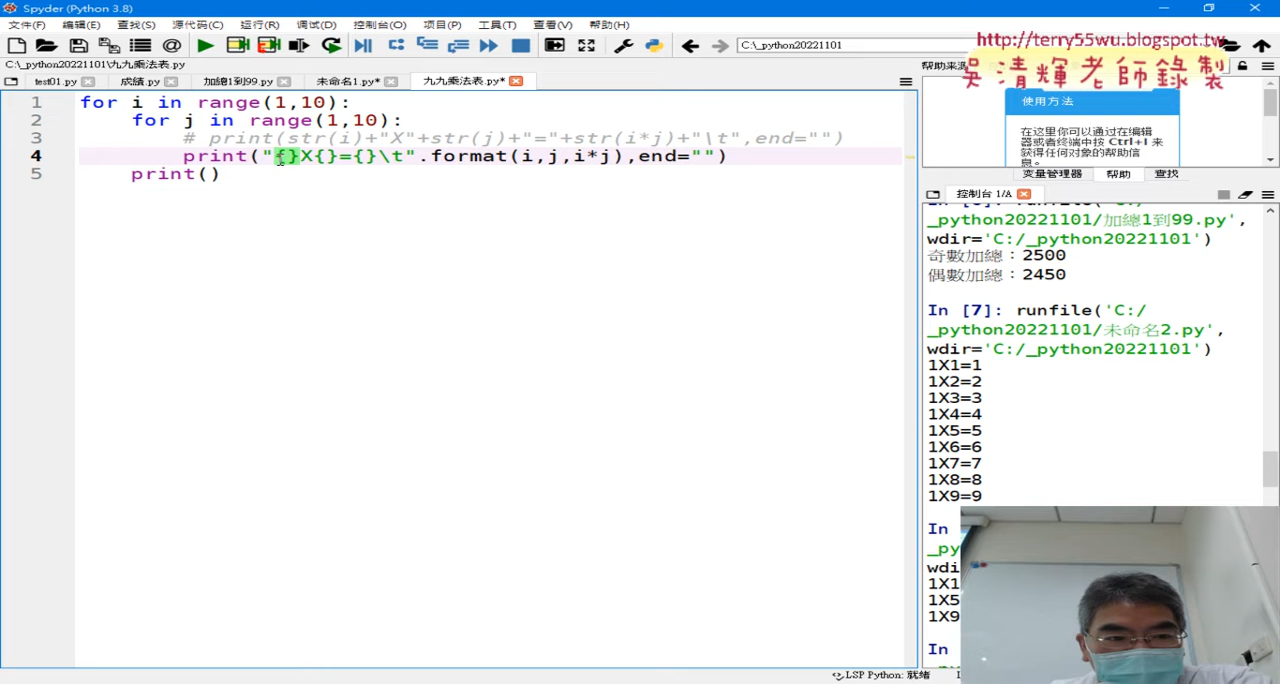 Spyder (Python 3.8)
文件(F) 编辑(E) 查找(S) 源代码(C) 运行(R) 调试(D) 控制台(O) 项目(P) 工具(T) 查看(V) 帮助(H)
C:\_python20221101
http://terry55wu.blogspot.tw
吳清輝老師錄製
C:\_python20221101\九九乘法表.py
帮助来源
test01.py 成績.py 加總1到99.py 未命名1.py* 九九乘法表.py*
1 for i in range(1,10):
2 for j in range(1,10):
3 # print(str(i)+"X"+str(j)+"="+str(i*j)+"\t",end="")
4 print("{}X{}={}\t".format(i,j,i*j),end="")
5 print()
使用方法
在这里你可以通过在编辑
器或者终端中按 Ctrl+I 来
获得任何对象的帮助信
息。
变量管理器 帮助 查找
控制台 1/A
_python20221101/加總1到99.py',
wdir='C:/_python20221101')
奇數加總：2500
偶數加總：2450
In [7]: runfile('C:/
_python20221101/未命名2.py',
wdir='C:/_python20221101')
1X1=1
1X2=2
1X3=3
1X4=4
1X5=5
1X6=6
1X7=7
1X8=8
1X9=9
In
_py
wdi
1X1
1X5
1X9
In
LSP Python: 就绪